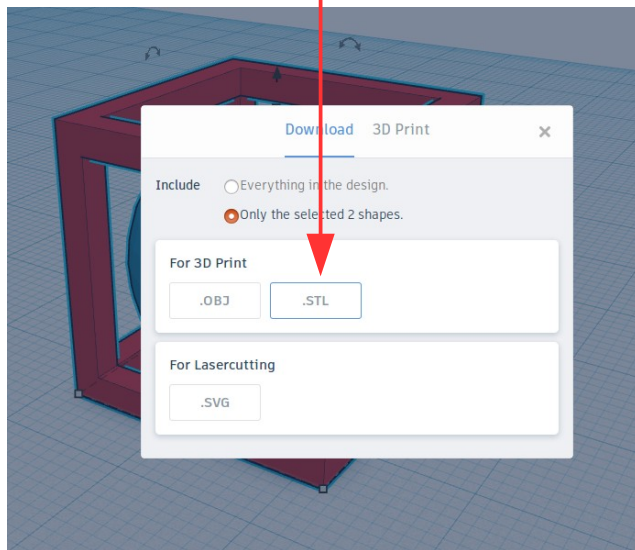 Download 3D Print
Include Everything in the design.
Only the selected 2 shapes.
For 3D Print
.OBJ .STL
For Lasercutting
.SVG